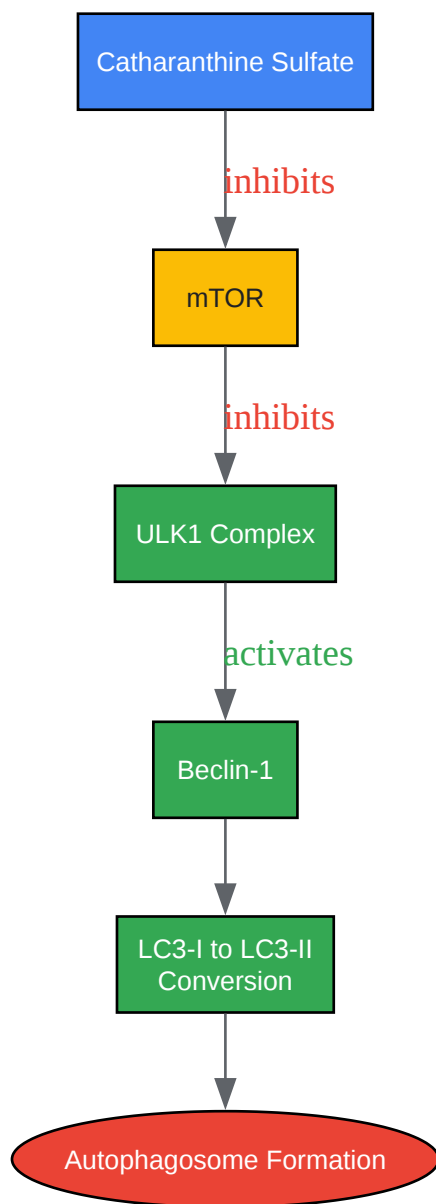 Catharanthine Sulfate
inhibits
mTOR
inhibits
ULK1 Complex
activates
Beclin-1
LC3-I to LC3-II
Conversion
Autophagosome Formation